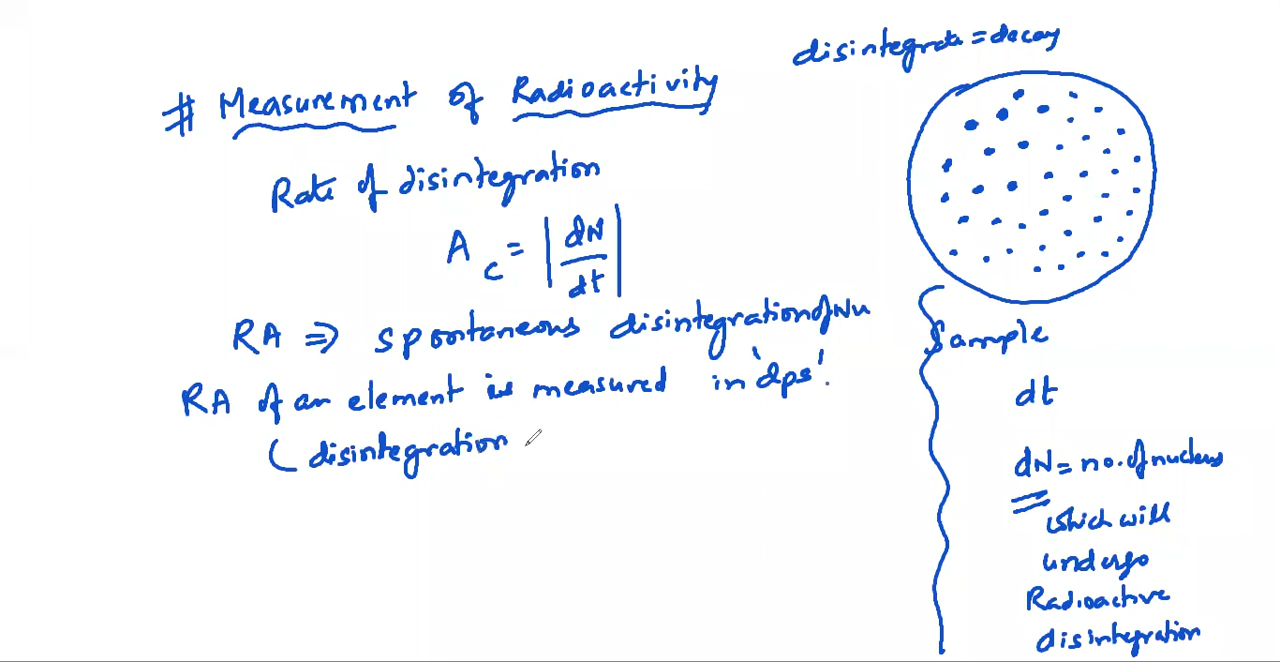 disintegrate = decay
# Measurement of Radioactivity
Rate of disintegration
A_c = |dN/dt|
RA ⇒ spontaneous disintegration of Nu
RA of an element is measured in 'dps'.
( disintegration
Sample
dt
dN = no. of nucleus
which will
undergo
Radioactive
disintegration